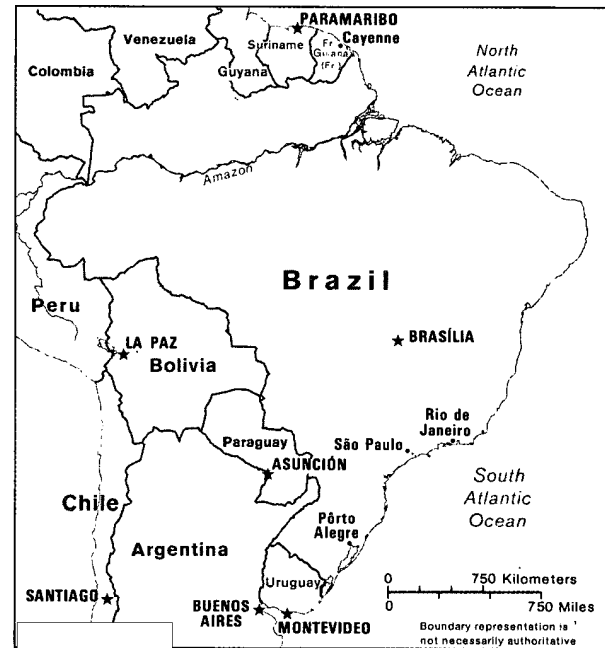 PARAMARIBO
Cayenne
Venezuela
Suriname
Fr.
Guiana
(Fr.)
Colombia
Guyana
North
Atlantic
Ocean
Amazon
Brazil
Peru
LA PAZ
BRASÍLIA
Bolivia
Rio de
Janeiro
Paraguay
São Paulo
ASUNCIÓN
South
Atlantic
Ocean
Chile
Pôrto
Alegre
Argentina
Uruguay
0 750 Kilometers
0 750 Miles
SANTIAGO
BUENOS
AIRES
MONTEVIDEO
Boundary representation is
not necessarily authoritative